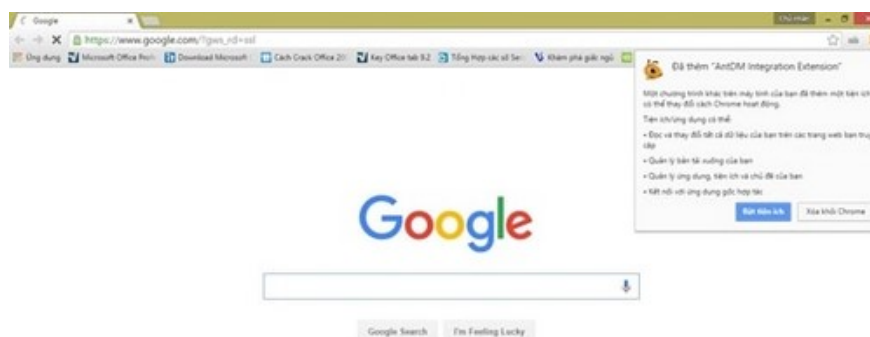 Google
Chủ nhân
https://www.google.com/?gws_rd=ssl
Ứng dụng Microsoft Office Profe Download Microsoft Cách Crack Office 20 Key Office tab 9.2 Tổng Hợp các số Ser Khám phá giấc ngủ
Đã thêm "AntDM Integration Extension"
Một chương trình khác trên máy tính của bạn đã thêm một tiện ích
có thể thay đổi cách Chrome hoạt động.
Tiện ích/ứng dụng có thể:
• Đọc và thay đổi tất cả dữ liệu của bạn trên các trang web bạn truy
cập
• Quản lý bản tải xuống của bạn
• Quản lý ứng dụng, tiện ích và chủ đề của bạn
• Kết nối với ứng dụng gốc hợp tác
Bật tiện ích Xóa khỏi Chrome
Google
Google Search I'm Feeling Lucky